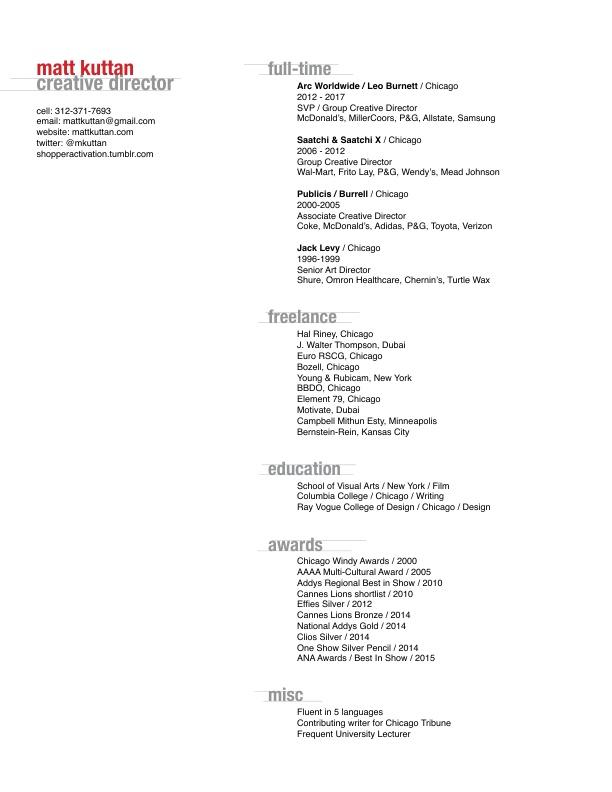 matt kuttan
creative director
cell: 312-371-7693
email: mattkuttan@gmail.com
website: mattkuttan.com
twitter: @mkuttan
shopperactivation.tumblr.com
full-time
Arc Worldwide / Leo Burnett / Chicago
2012 - 2017
SVP / Group Creative Director
McDonald's, MillerCoors, P&G, Allstate, Samsung
Saatchi & Saatchi X / Chicago
2006 - 2012
Group Creative Director
Wal-Mart, Frito Lay, P&G, Wendy's, Mead Johnson
Publicis / Burrell / Chicago
2000-2005
Associate Creative Director
Coke, McDonald's, Adidas, P&G, Toyota, Verizon
Jack Levy / Chicago
1996-1999
Senior Art Director
Shure, Omron Healthcare, Chernin's, Turtle Wax
freelance
Hal Riney, Chicago
J. Walter Thompson, Dubai
Euro RSCG, Chicago
Bozell, Chicago
Young & Rubicam, New York
BBDO, Chicago
Element 79, Chicago
Motivate, Dubai
Campbell Mithun Esty, Minneapolis
Bernstein-Rein, Kansas City
education
School of Visual Arts / New York / Film
Columbia College / Chicago / Writing
Ray Vogue College of Design / Chicago / Design
awards
Chicago Windy Awards / 2000
AAAA Multi-Cultural Award / 2005
Addys Regional Best in Show / 2010
Cannes Lions shortlist / 2010
Effies Silver / 2012
Cannes Lions Bronze / 2014
National Addys Gold / 2014
Clios Silver / 2014
One Show Silver Pencil / 2014
ANA Awards / Best In Show / 2015
misc
Fluent in 5 languages
Contributing writer for Chicago Tribune
Frequent University Lecturer